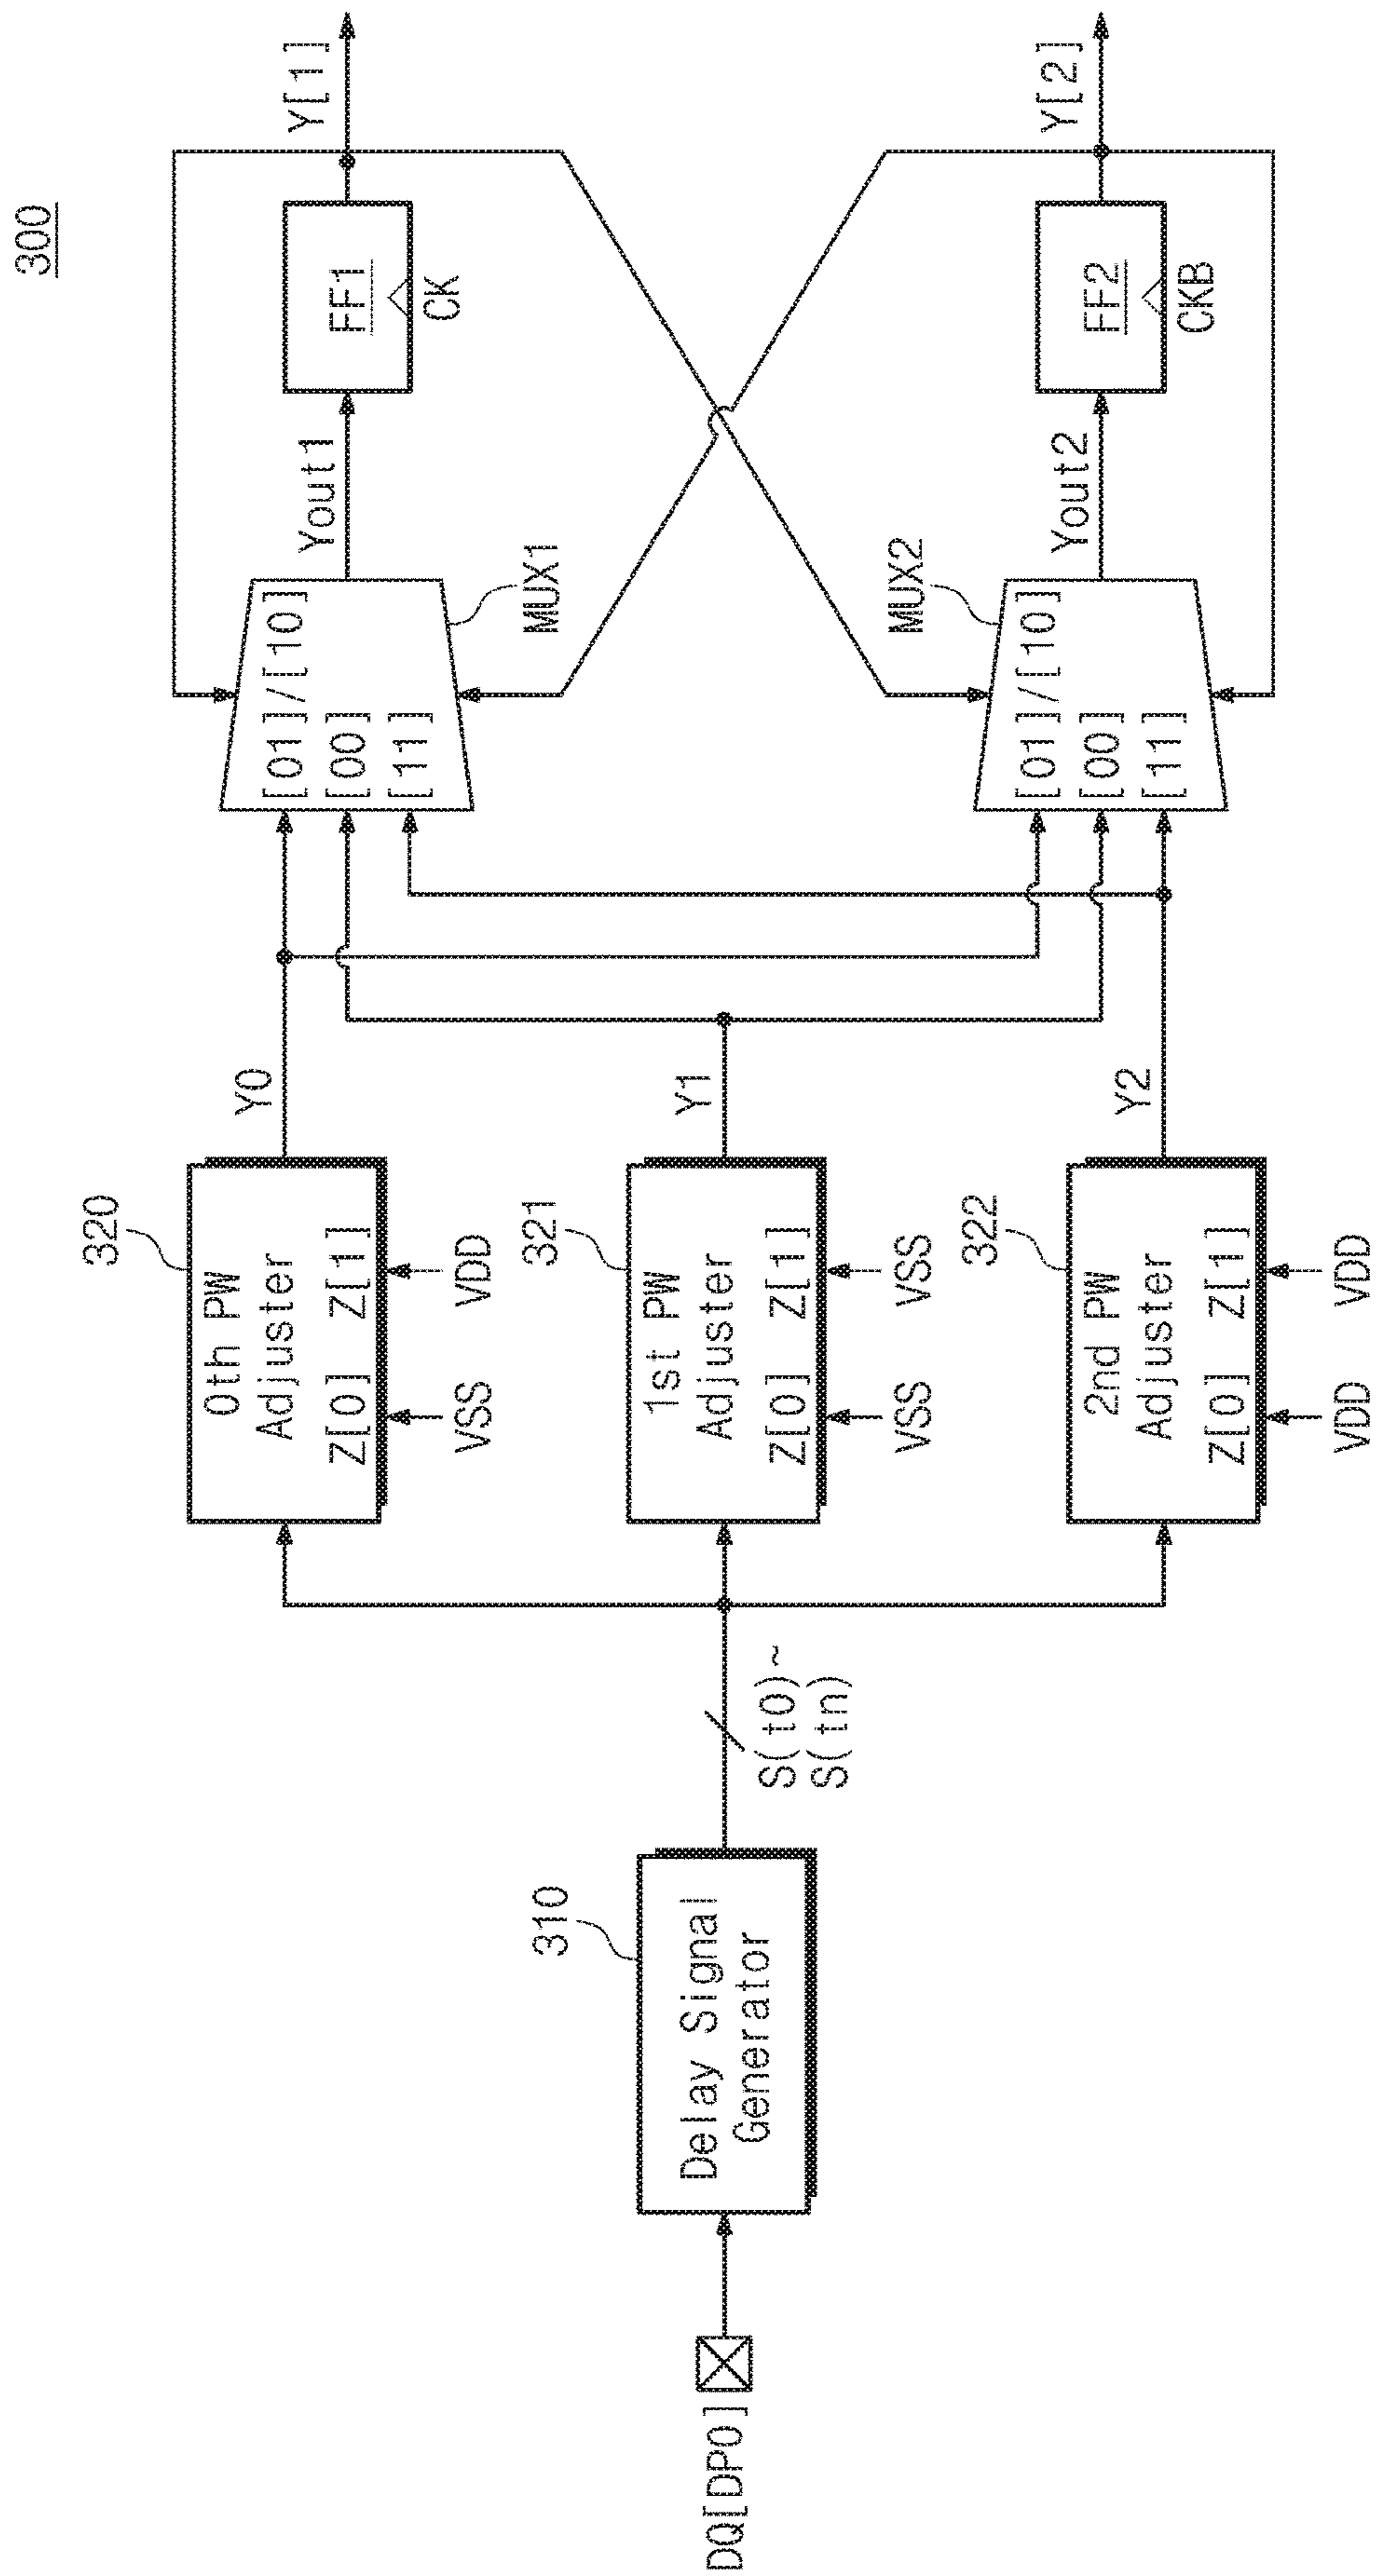 300
DQ[DP0]
310
Delay Signal
Generator
S(t0)~
S(tn)
320
0th PW
Adjuster
Z[0] Z[1]
VSS VDD
Y0
321
1st PW
Adjuster
Z[0] Z[1]
VSS VSS
Y1
322
2nd PW
Adjuster
Z[0] Z[1]
VDD VDD
Y2
[01]/[10]
[00]
[11]
MUX1
Yout1
FF1
CK
Y[1]
MUX2
[01]/[10]
[00]
[11]
Yout2
FF2
CKB
Y[2]